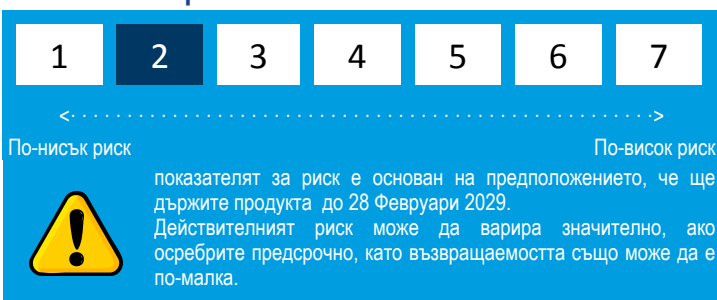 1 2 3 4 5 6 7
<· · · · · · · · · · · · · · · · · · · · · · · · · · · · · · · · · · · · · · · · · · · · · · · · · · · · · · · · · ·>
По-нисък риск По-висок риск
показателят за риск е основан на предположението, че ще
държите продукта до 28 Февруари 2029.
Действителният риск може да варира значително, ако
осребрите предсрочно, като възвращаемостта също може да е
по-малка.